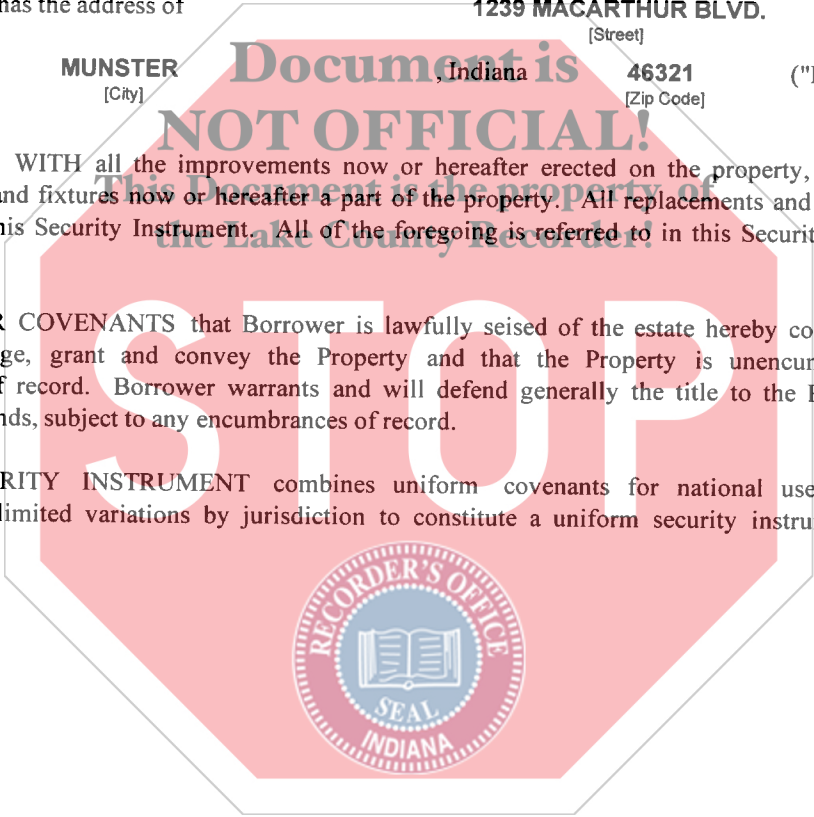 has the address of 1239 MACARTHUR BLVD.
[Street]
MUNSTER , Indiana 46321 ("
[City] [Zip Code]
Document is
NOT OFFICIAL!
This Document is the property of
the Lake County Recorder!
WITH all the improvements now or hereafter erected on the property,
and fixtures now or hereafter a part of the property. All replacements and
is Security Instrument. All of the foregoing is referred to in this Securit
R COVENANTS that Borrower is lawfully seised of the estate hereby co
ge, grant and convey the Property and that the Property is unencun
f record. Borrower warrants and will defend generally the title to the
nds, subject to any encumbrances of record.
RITY INSTRUMENT combines uniform covenants for national use
limited variations by jurisdiction to constitute a uniform security instru
STOP
RECORDER'S OFFICE
SEAL
INDIANA